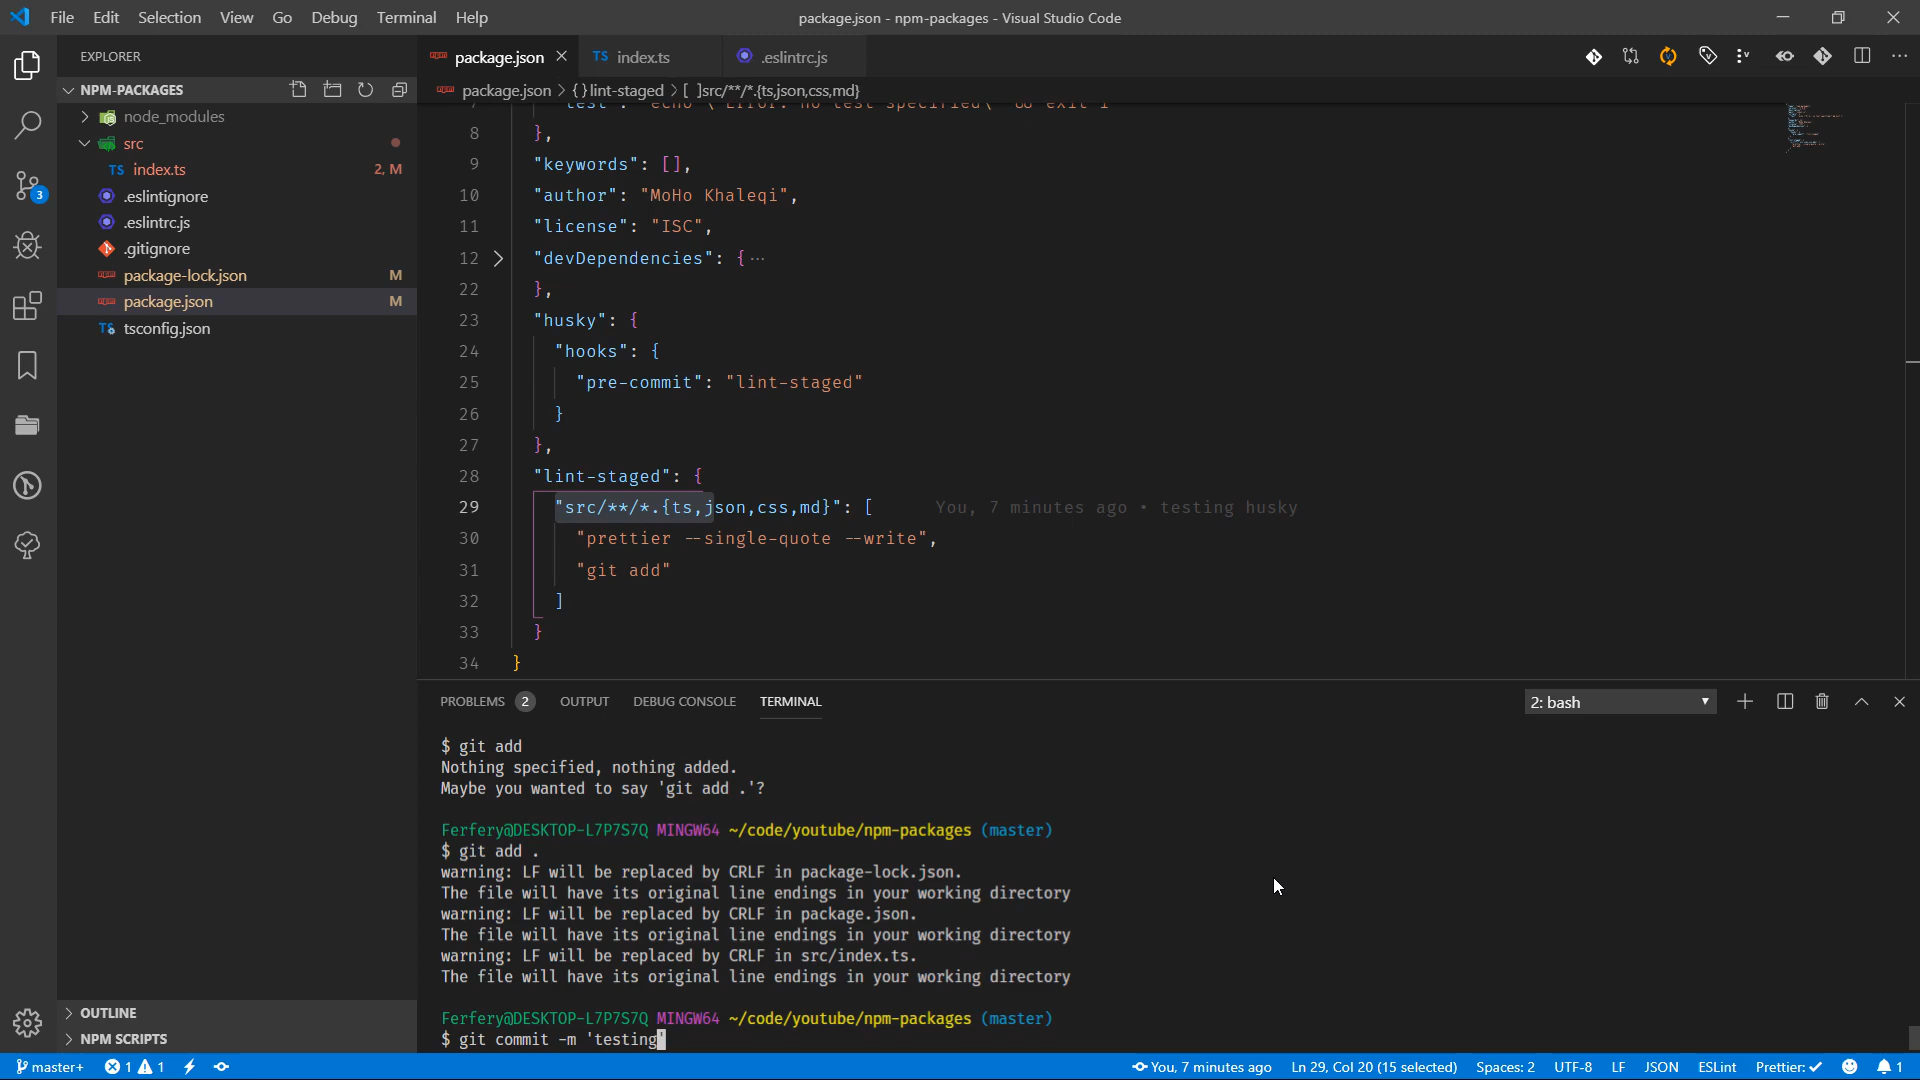 File Edit Selection View Go Debug Terminal Help
package.json - npm-packages - Visual Studio Code
EXPLORER
NPM-PACKAGES
node_modules
src
TS index.ts 2, M
.eslintignore
.eslintrc.js
.gitignore
package-lock.json M
package.json M
tsconfig.json
OUTLINE
NPM SCRIPTS
3
package.json
TS index.ts
.eslintrc.js
package.json > {} lint-staged > [ ] src/**/*.{ts,json,css,md}
8 },
9 "keywords": [],
10 "author": "MoHo Khaleqi",
11 "license": "ISC",
12 "devDependencies": { ...
22 },
23 "husky": {
24 "hooks": {
25 "pre-commit": "lint-staged"
26 }
27 },
28 "lint-staged": {
29 "src/**/*.{ts,json,css,md}": [ You, 7 minutes ago • testing husky
30 "prettier --single-quote --write",
31 "git add"
32 ]
33 }
34 }
PROBLEMS 2 OUTPUT DEBUG CONSOLE TERMINAL
2: bash
$ git add
Nothing specified, nothing added.
Maybe you wanted to say 'git add .'?
Ferfery@DESKTOP-L7P7S7Q MINGW64 ~/code/youtube/npm-packages (master)
$ git add .
warning: LF will be replaced by CRLF in package-lock.json.
The file will have its original line endings in your working directory
warning: LF will be replaced by CRLF in package.json.
The file will have its original line endings in your working directory
warning: LF will be replaced by CRLF in src/index.ts.
The file will have its original line endings in your working directory
Ferfery@DESKTOP-L7P7S7Q MINGW64 ~/code/youtube/npm-packages (master)
$ git commit -m 'testing'
master+ 1 1 You, 7 minutes ago Ln 29, Col 20 (15 selected) Spaces: 2 UTF-8 LF JSON ESLint Prettier: ✓ 1